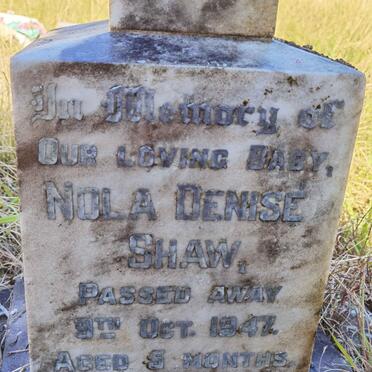 In Memory of
OUR LOVING BABY,
NOLA DENISE
SHAW,
PASSED AWAY
9TH OCT. 1947.
AGED 5 MONTHS.